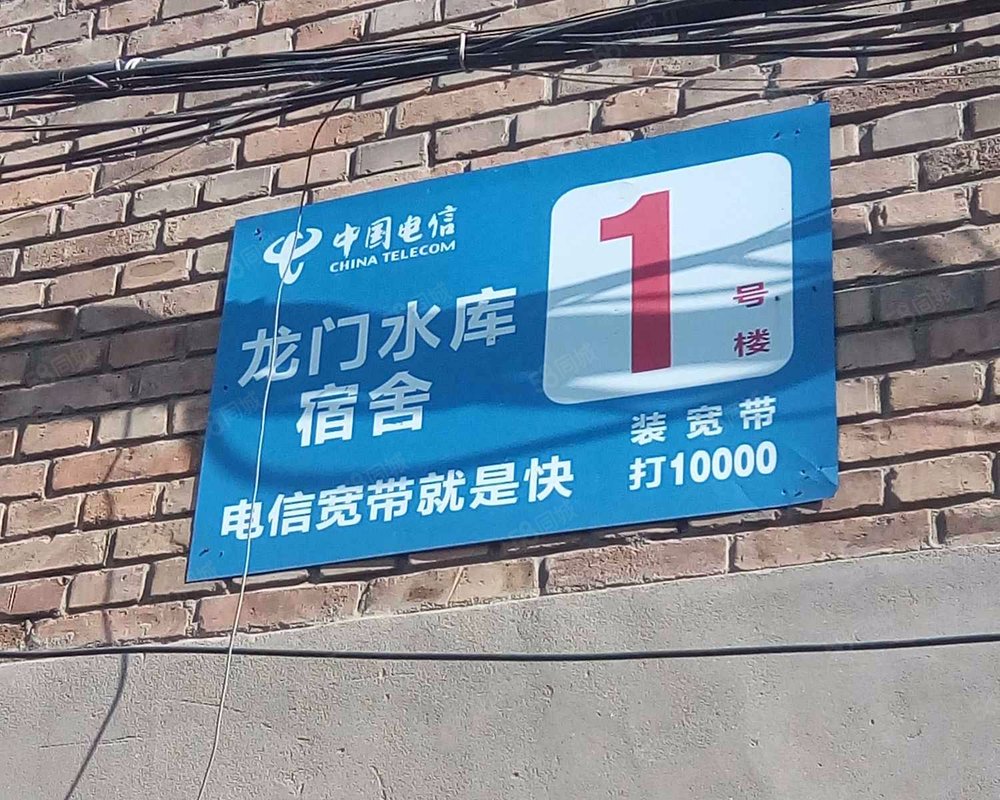 中国电信
CHINA TELECOM
龙门水库
宿舍
1
号
楼
电信宽带就是快
装宽带
打10000